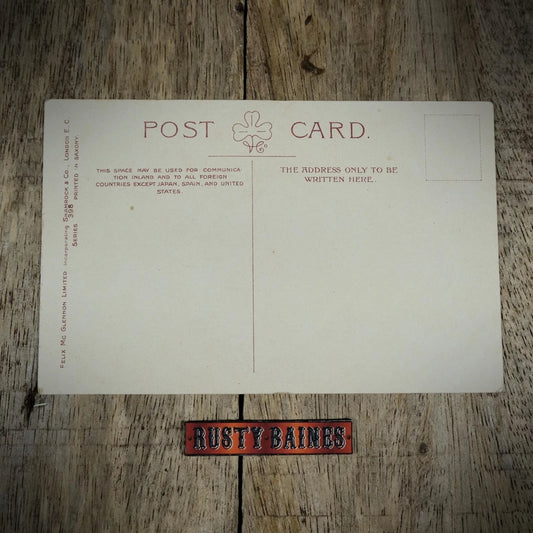 POST CARD.
THIS SPACE MAY BE USED FOR COMMUNICA-
TION INLAND AND TO ALL FOREIGN
COUNTRIES EXCEPT JAPAN, SPAIN, AND UNITED
STATES
THE ADDRESS ONLY TO BE
WRITTEN HERE.
FELIX MC GLENNON LIMITED incorporating SHAMROCK & CO., LONDON E. C.
SERIES 398 PRINTED IN SAXONY.
RUSTY BAINES